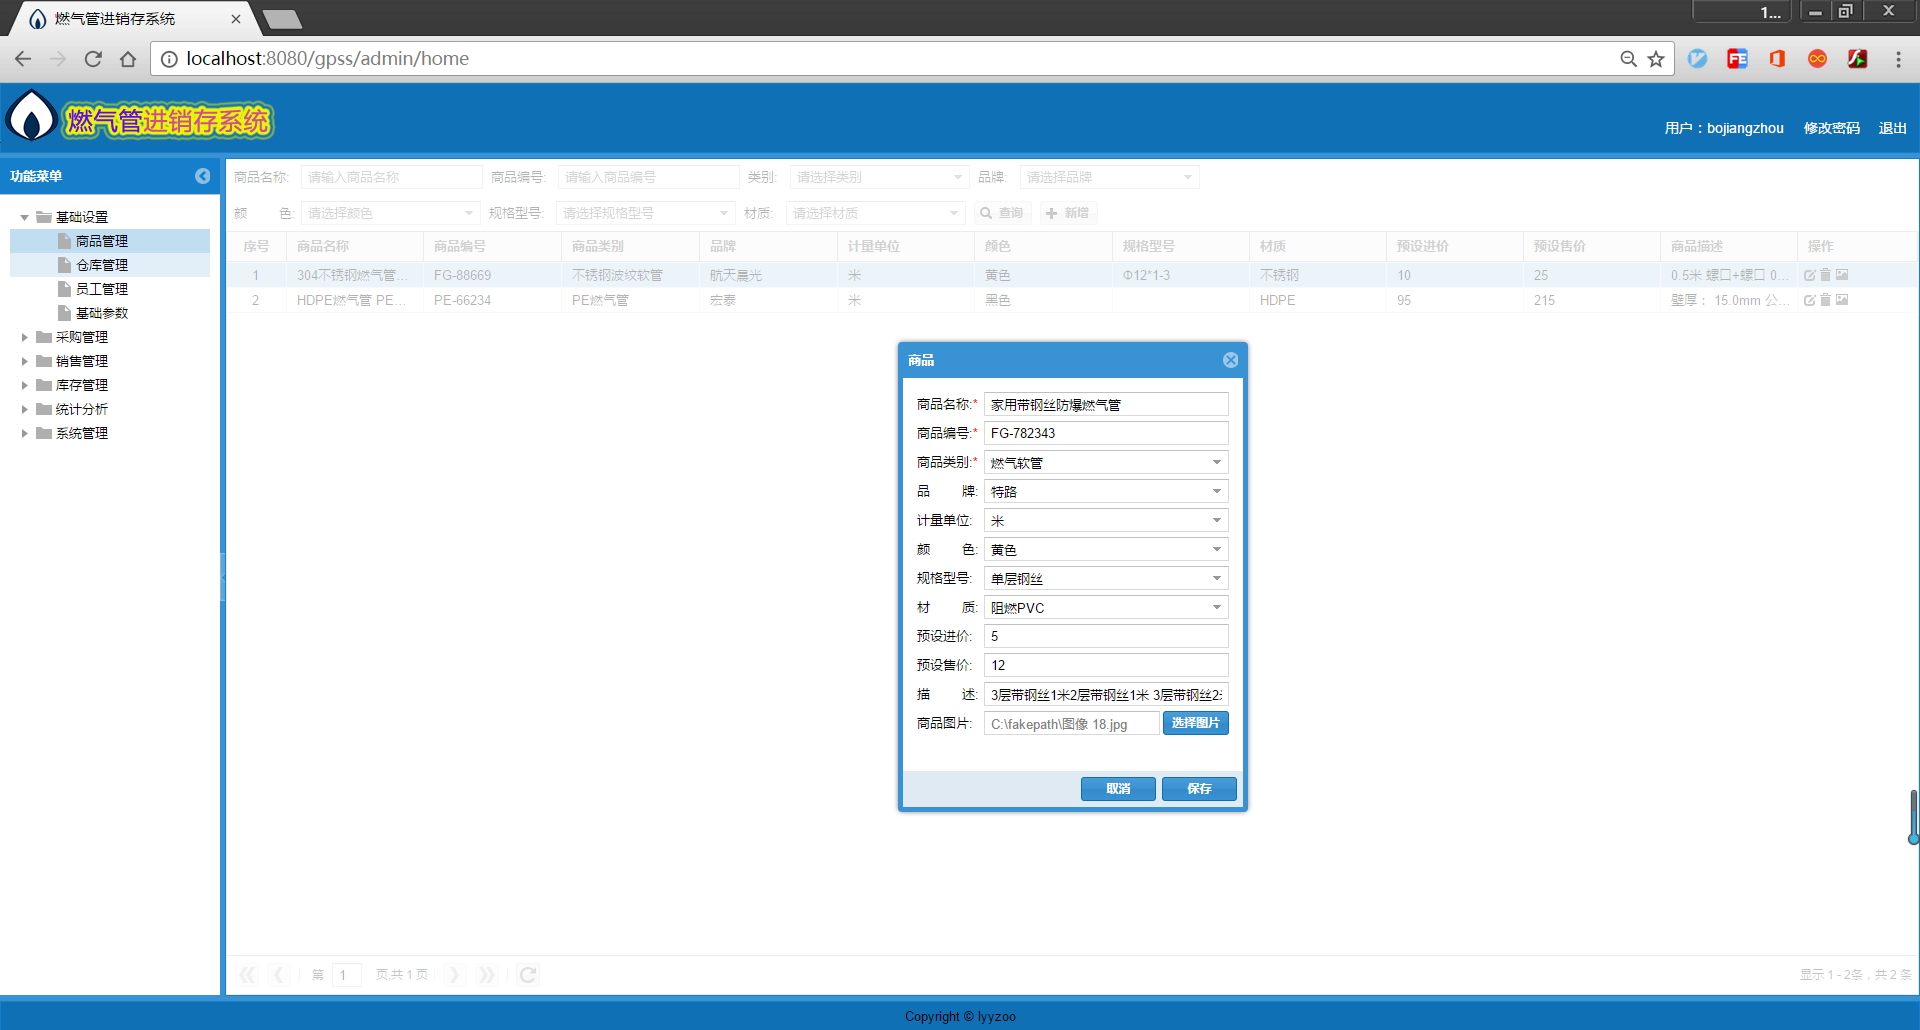 燃气管进销存系统
1...
localhost:8080/gpss/admin/home
燃气管进销存系统
用户：bojiangzhou 修改密码 退出
功能菜单
基础设置
商品管理
仓库管理
员工管理
基础参数
采购管理
销售管理
库存管理
统计分析
系统管理
商品名称: 请输入商品名称 商品编号: 请输入商品编号 类别: 请选择类别 品牌: 请选择品牌
颜 色: 请选择颜色 规格型号: 请选择规格型号 材质: 请选择材质 查询 新增
序号 商品名称 商品编号 商品类别 品牌 计量单位 颜色 规格型号 材质 预设进价 预设售价 商品描述 操作
1 304不锈钢燃气管... FG-88669 不锈钢波纹软管 航天晨光 米 黄色 Φ12*1-3 不锈钢 10 25 0.5米 螺口+螺口 0...
2 HDPE燃气管 PE... PE-66234 PE燃气管 宏泰 米 黑色 HDPE 95 215 壁厚： 15.0mm 公...
商品
商品名称:* 家用带钢丝防爆燃气管
商品编号:* FG-782343
商品类别:* 燃气软管
品 牌: 特路
计量单位: 米
颜 色: 黄色
规格型号: 单层钢丝
材 质: 阻燃PVC
预设进价: 5
预设售价: 12
描 述: 3层带钢丝1米2层带钢丝1米 3层带钢丝2
商品图片: C:\fakepath\图像 18.jpg 选择图片
取消 保存
第 1 页,共 1 页
显示 1 - 2条，共 2 条
Copyright © lyyzoo